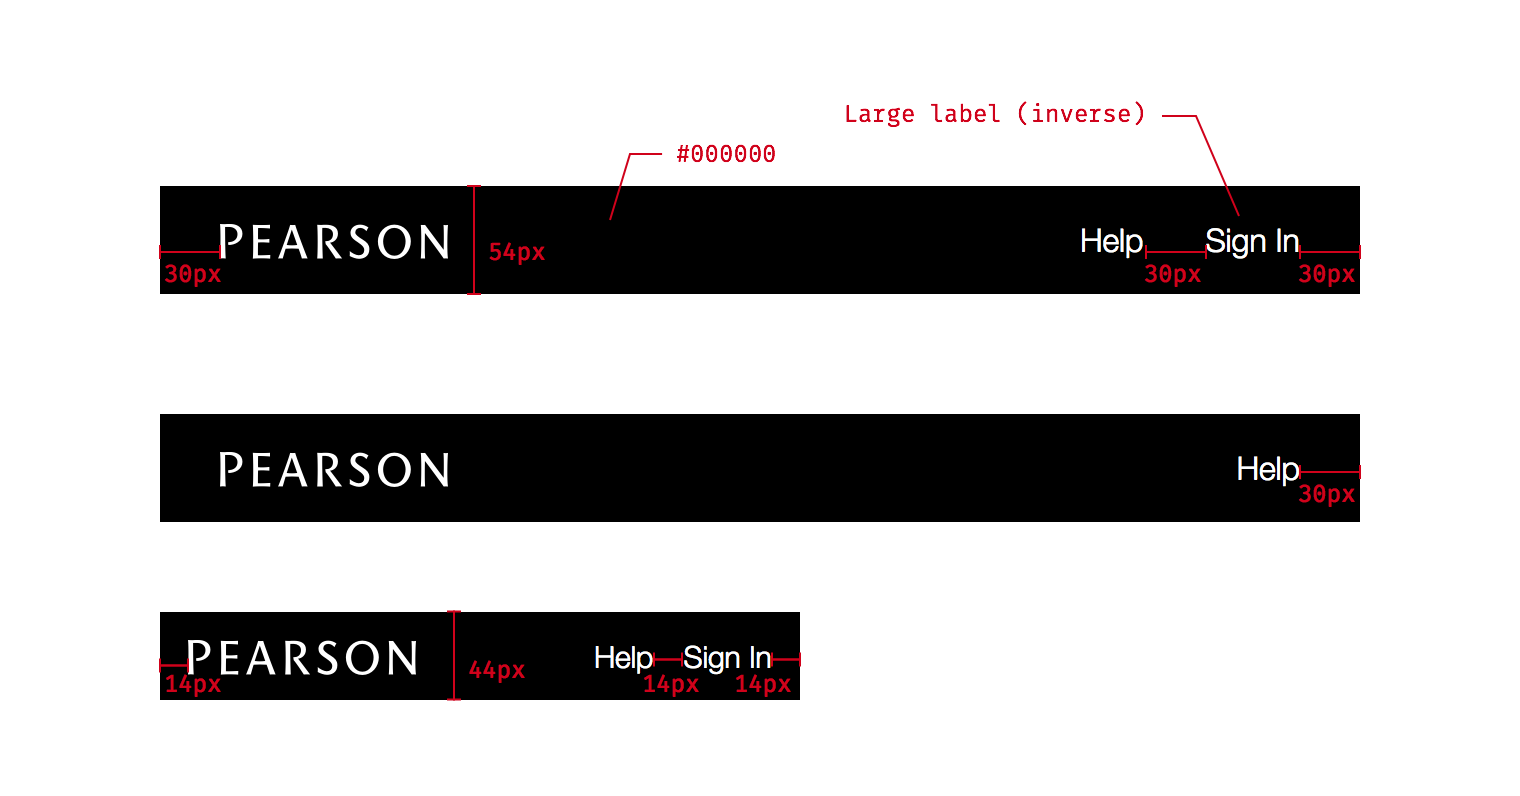 Large label (inverse)
#000000
PEARSON
54px
Help
Sign In
30px
30px
30px
PEARSON
Help
30px
PEARSON
44px
Help
Sign In
14px
14px
14px